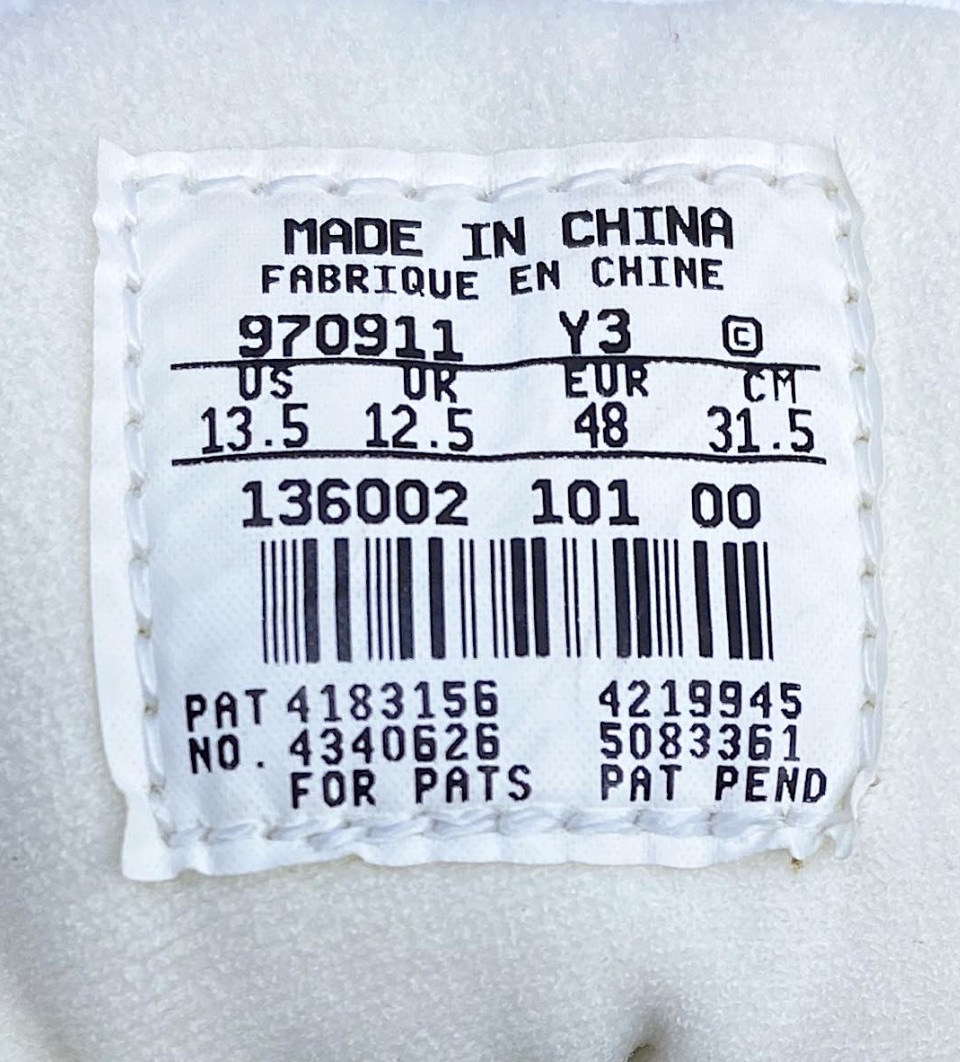 MADE IN CHINA
FABRIQUE EN CHINE
970911 Y3 ©
US UK EUR CM
13.5 12.5 48 31.5
136002 101 00
PAT 4183156 4219945
NO. 4340626 5083361
FOR PATS PAT PEND